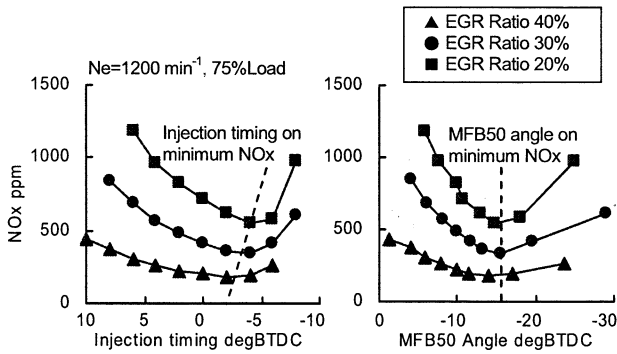 EGR Ratio 40%
EGR Ratio 30%
EGR Ratio 20%
Ne=1200 min-1, 75%Load
1500
1000
500
0
NOx ppm
Injection timing on
minimum NOx
10 5 0 -5 -10
Injection timing degBTDC
1500
1000
500
0
MFB50 angle on
minimum NOx
0 -10 -20 -30
MFB50 Angle degBTDC